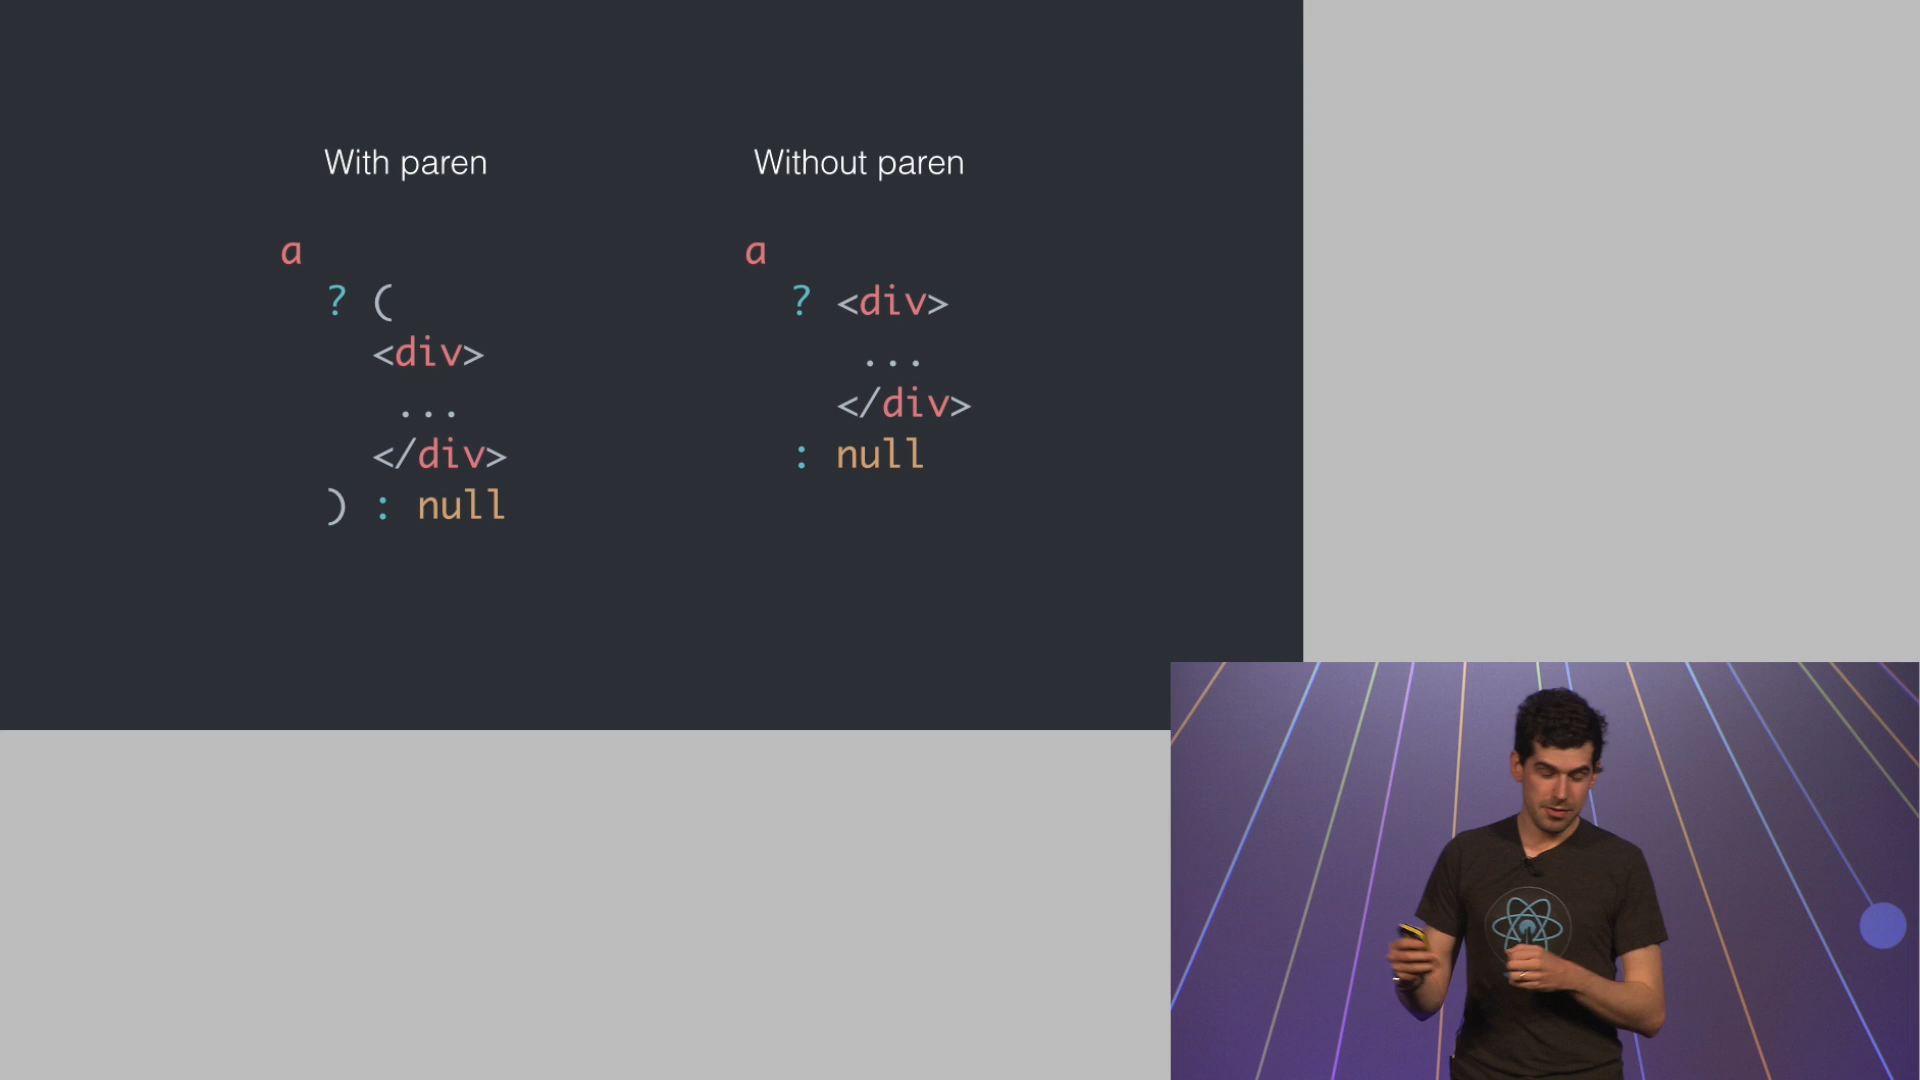 With paren
a
? (
<div>
...
</div>
) : null
Without paren
a
? <div>
...
</div>
: null